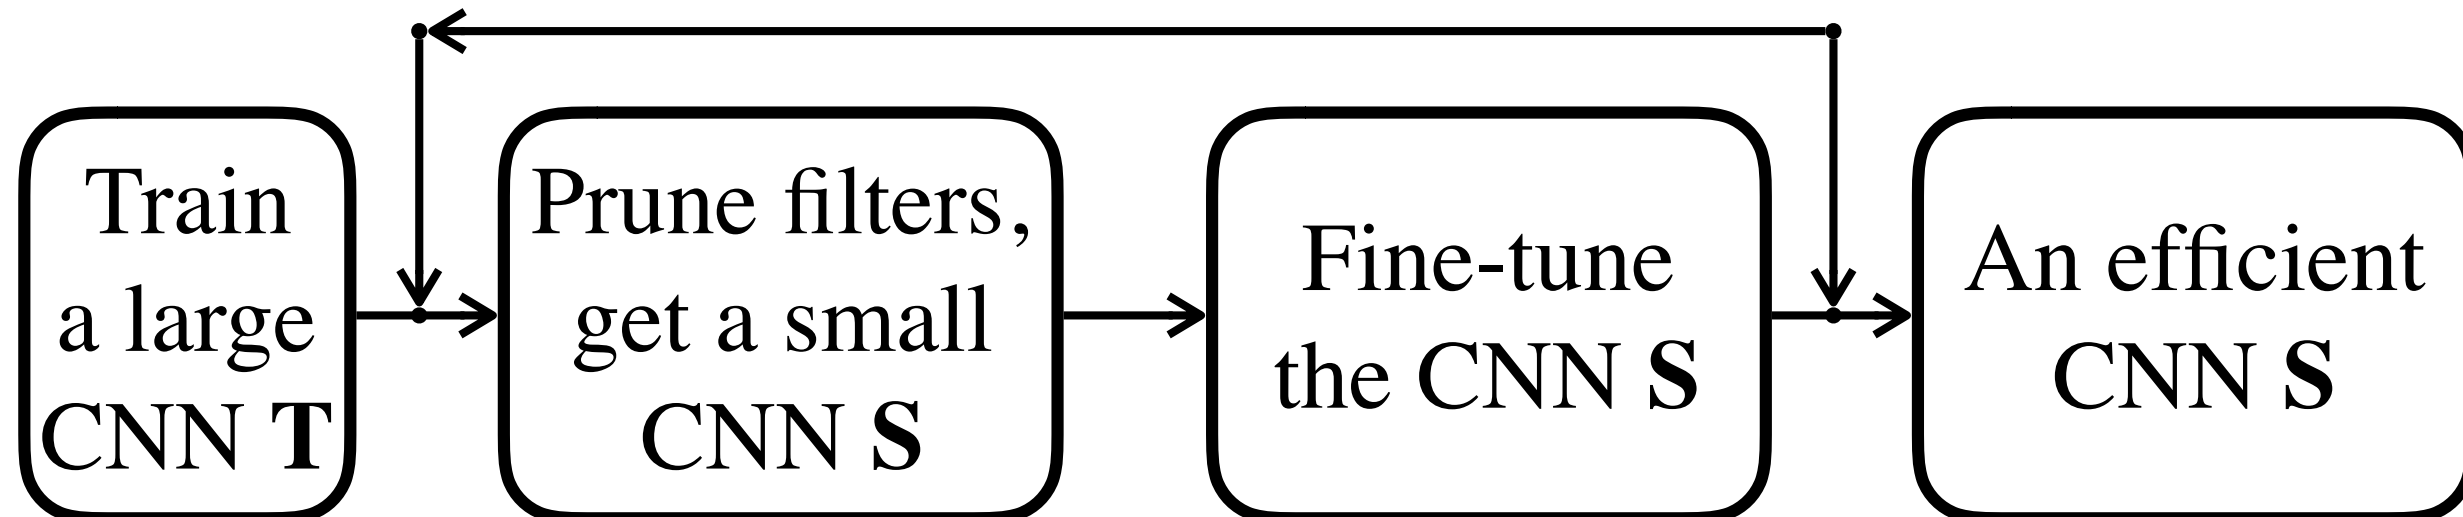 Train
a large
CNN T
Prune filters,
get a small
CNN S
Fine-tune
the CNN S
An efficient
CNN S